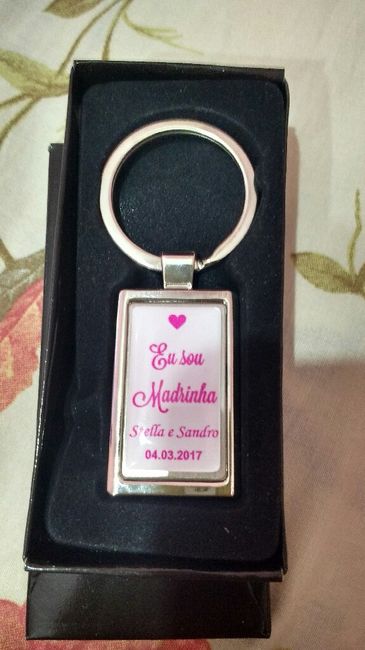 Eu sou
Madrinha
Stella e Sandro
04.03.2017